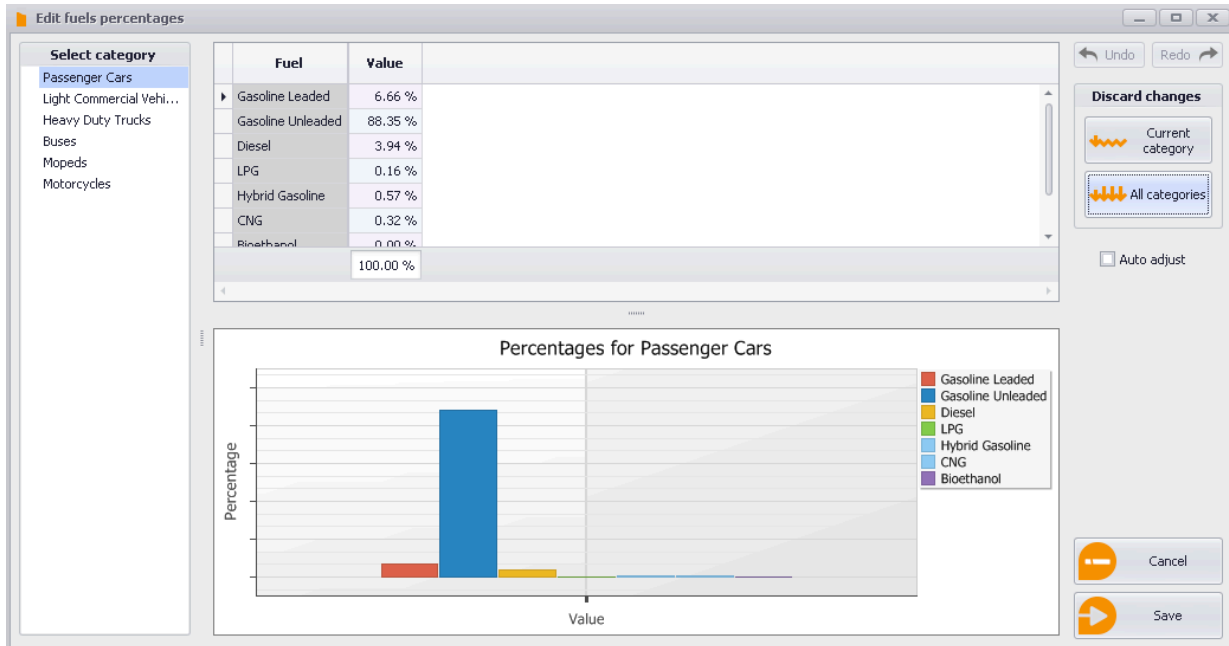 Edit fuels percentages
Select category
Passenger Cars
Light Commercial Vehi...
Heavy Duty Trucks
Buses
Mopeds
Motorcycles
Fuel Value
Gasoline Leaded 6.66 %
Gasoline Unleaded 88.35 %
Diesel 3.94 %
LPG 0.16 %
Hybrid Gasoline 0.57 %
CNG 0.32 %
Bioethanol 0.00 %
100.00 %
Undo Redo
Discard changes
Current
category
All categories
Auto adjust
Percentages for Passenger Cars
Percentage
Value
Gasoline Leaded
Gasoline Unleaded
Diesel
LPG
Hybrid Gasoline
CNG
Bioethanol
Cancel
Save